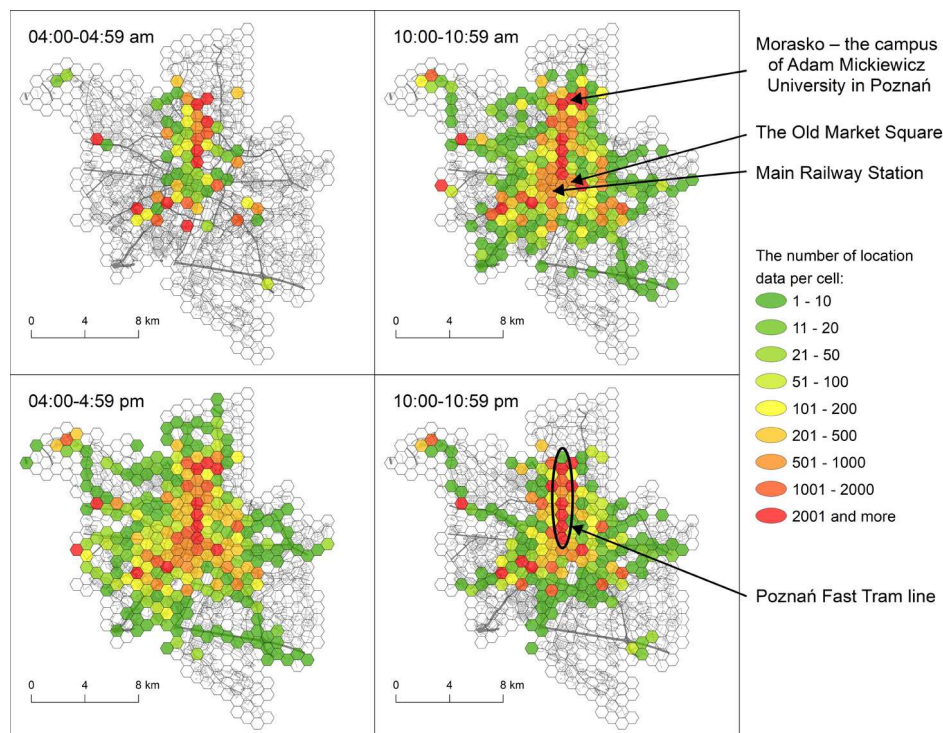 04:00-04:59 am
10:00-10:59 am
Morasko – the campus
of Adam Mickiewicz
University in Poznań
The Old Market Square
Main Railway Station
The number of location
data per cell:
1 - 10
11 - 20
21 - 50
51 - 100
101 - 200
201 - 500
501 - 1000
1001 - 2000
2001 and more
0 4 8 km
0 4 8 km
04:00-4:59 pm
10:00-10:59 pm
Poznań Fast Tram line
0 4 8 km
0 4 8 km